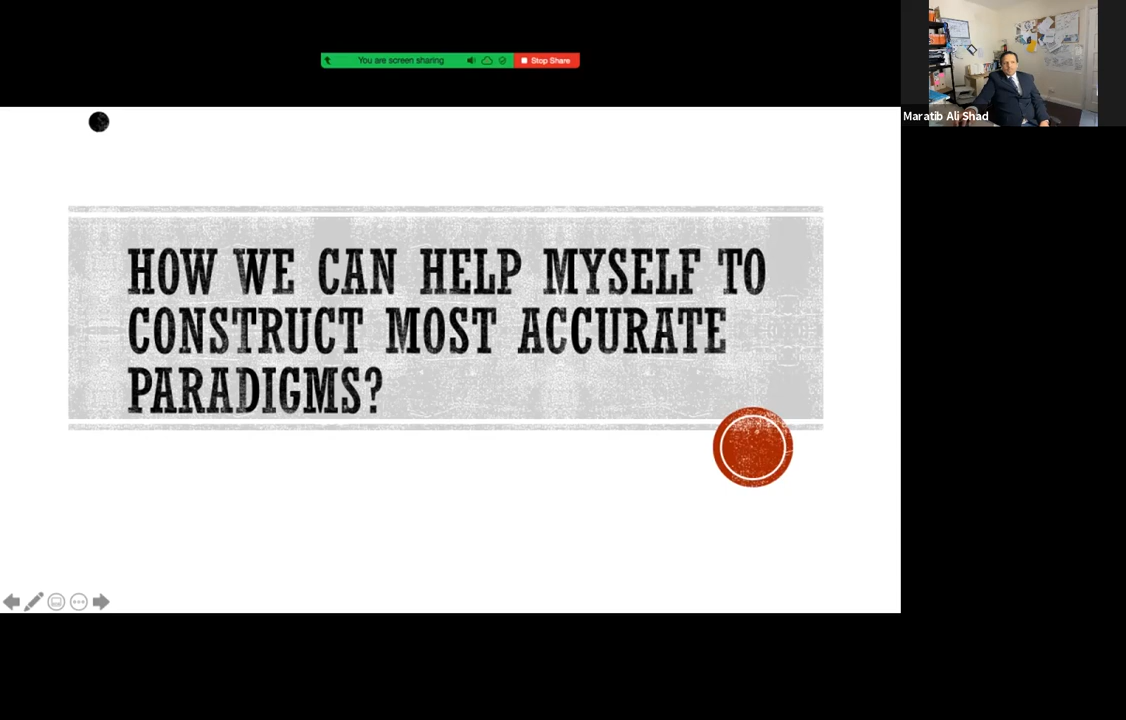 You are screen sharing
Stop Share
Maratib Ali Shad
HOW WE CAN HELP MYSELF TO
CONSTRUCT MOST ACCURATE
PARADIGMS?